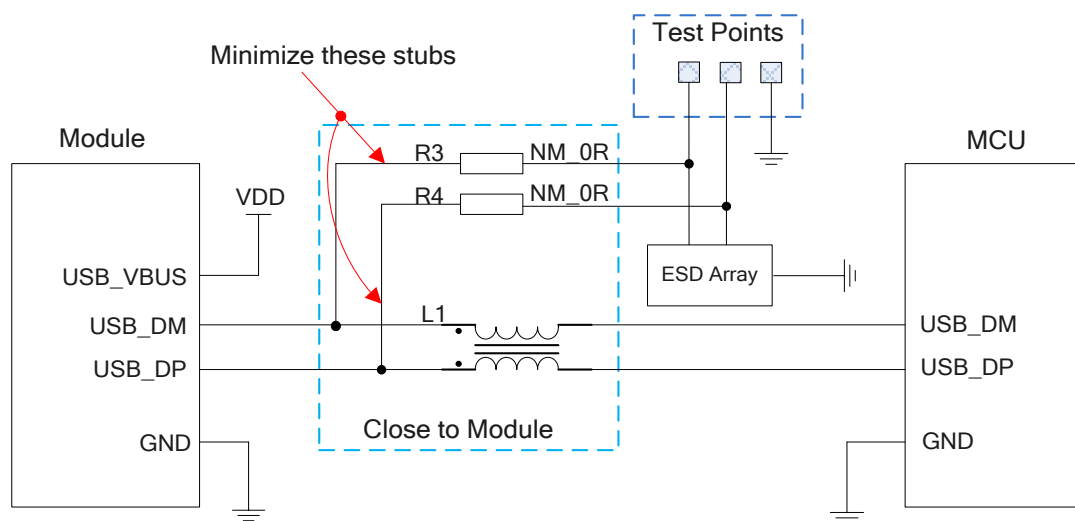 Test Points
Minimize these stubs
Module
MCU
R3
NM_0R
R4
NM_0R
VDD
USB_VBUS
ESD Array
USB_DM
L1
USB_DM
USB_DP
USB_DP
Close to Module
GND
GND